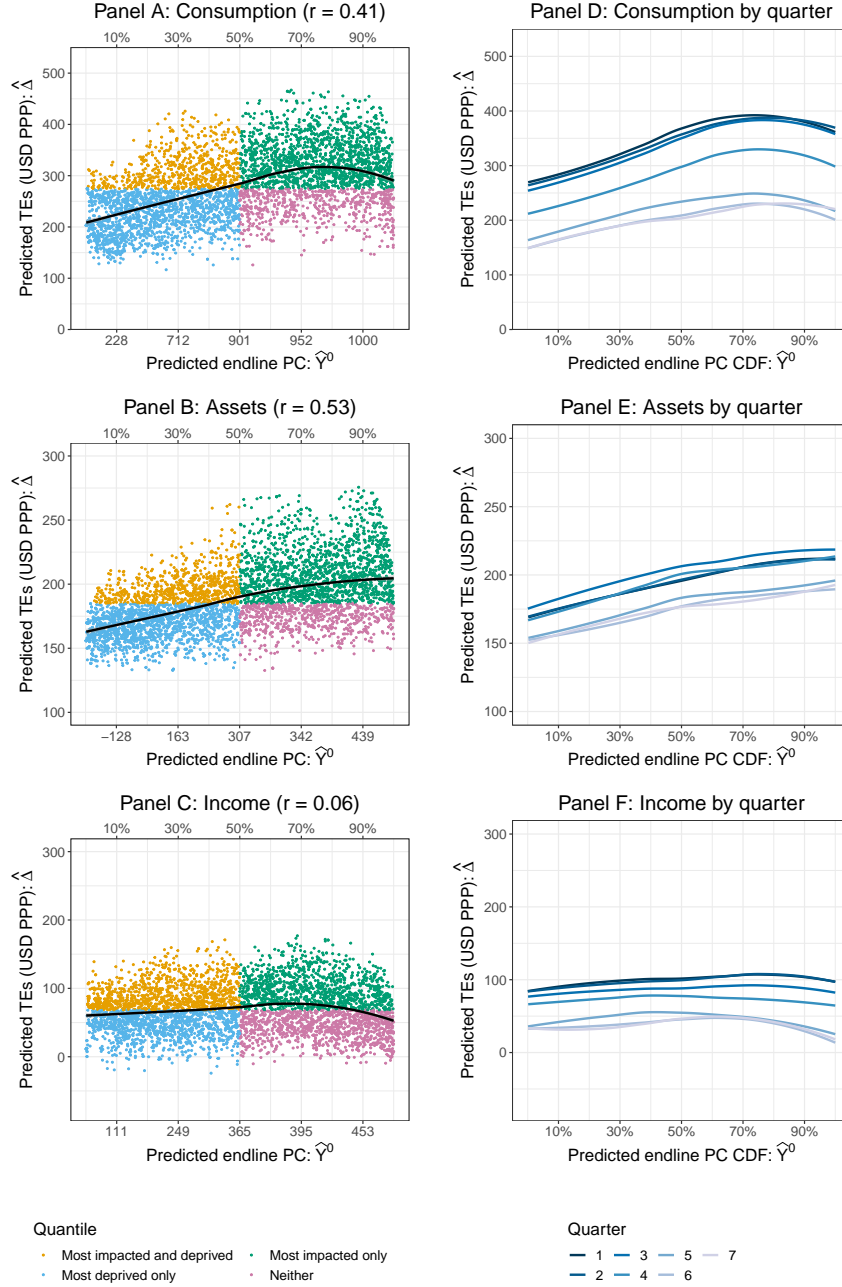 Panel A: Consumption (r = 0.41)
10% 30% 50% 70% 90%
500
400
300
200
100
0
Predicted TEs (USD PPP): Δ̂
228 712 901 952 1000
Predicted endline PC: Ŷ⁰
Panel D: Consumption by quarter
500
400
300
200
100
0
Predicted TEs (USD PPP): Δ̂
10% 30% 50% 70% 90%
Predicted endline PC CDF: Ŷ⁰
Panel B: Assets (r = 0.53)
10% 30% 50% 70% 90%
300
250
200
150
100
Predicted TEs (USD PPP): Δ̂
−128 163 307 342 439
Predicted endline PC: Ŷ⁰
Panel E: Assets by quarter
300
250
200
150
100
Predicted TEs (USD PPP): Δ̂
10% 30% 50% 70% 90%
Predicted endline PC CDF: Ŷ⁰
Panel C: Income (r = 0.06)
10% 30% 50% 70% 90%
300
200
100
0
Predicted TEs (USD PPP): Δ̂
111 249 365 395 453
Predicted endline PC: Ŷ⁰
Panel F: Income by quarter
300
200
100
0
Predicted TEs (USD PPP): Δ̂
10% 30% 50% 70% 90%
Predicted endline PC CDF: Ŷ⁰
Quantile
Most impacted and deprived Most impacted only
Most deprived only Neither
Quarter
1 3 5 7
2 4 6